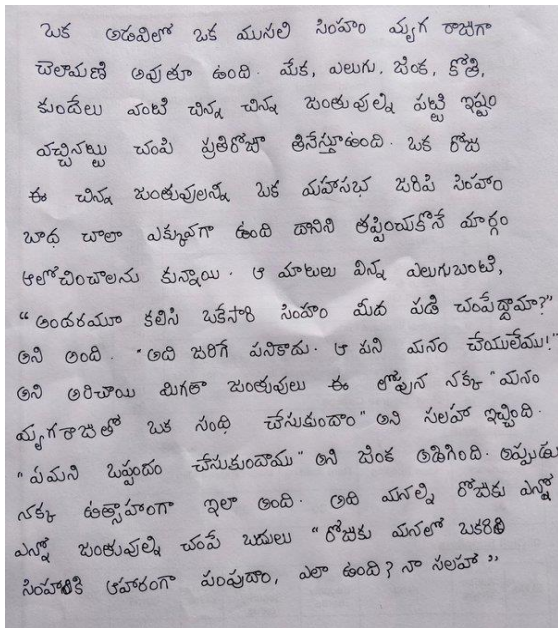 ఒక అడవిలో ఒక ముసలి సింహం మృగ రాజుగా
చెలామణి అవుతూ ఉంది. మేక, ఎలుగు, జింక, కోతి,
కుందేలు వంటి చిన్న చిన్న జంతువుల్ని పట్టి ఇష్టం
వచ్చినట్టు చంపి ప్రతిరోజూ తినేస్తూఉంది. ఒక రోజు
ఈ చిన్న జంతువులన్నీ ఒక మహాసభ జరిపి సింహం
బాధ చాలా ఎక్కువగా ఉంది దానిని తప్పించుకొనే మార్గం
ఆలోచించాలను కున్నాయి. ఆ మాటలు విన్న ఎలుగుబంటి,
"అందరమూ కలిసి ఒకేసారి సింహం మీద పడి చంపేద్దామా?"
అని అంది. "అది జరిగే పనికాదు. ఆ పని మనం చేయలేము!"
అని అరిచాయి మిగతా జంతువులు ఈ లోపున నక్క "మనం
మృగరాజుతో ఒక సంధి చేసుకుందాం" అని సలహా ఇచ్చింది.
"ఏమని ఒప్పందం చేసుకుందాము" అని జింక అడిగింది. అప్పుడు
నక్క ఉత్సాహంగా ఇలా అంది. అది మనల్ని రోజుకు ఎన్నో
ఎన్నో జంతువుల్ని చంపే బదులు "రోజుకు మనలో ఒకరిని
సింహానికి ఆహారంగా పంపుదాం, ఎలా ఉంది? నా సలహా"